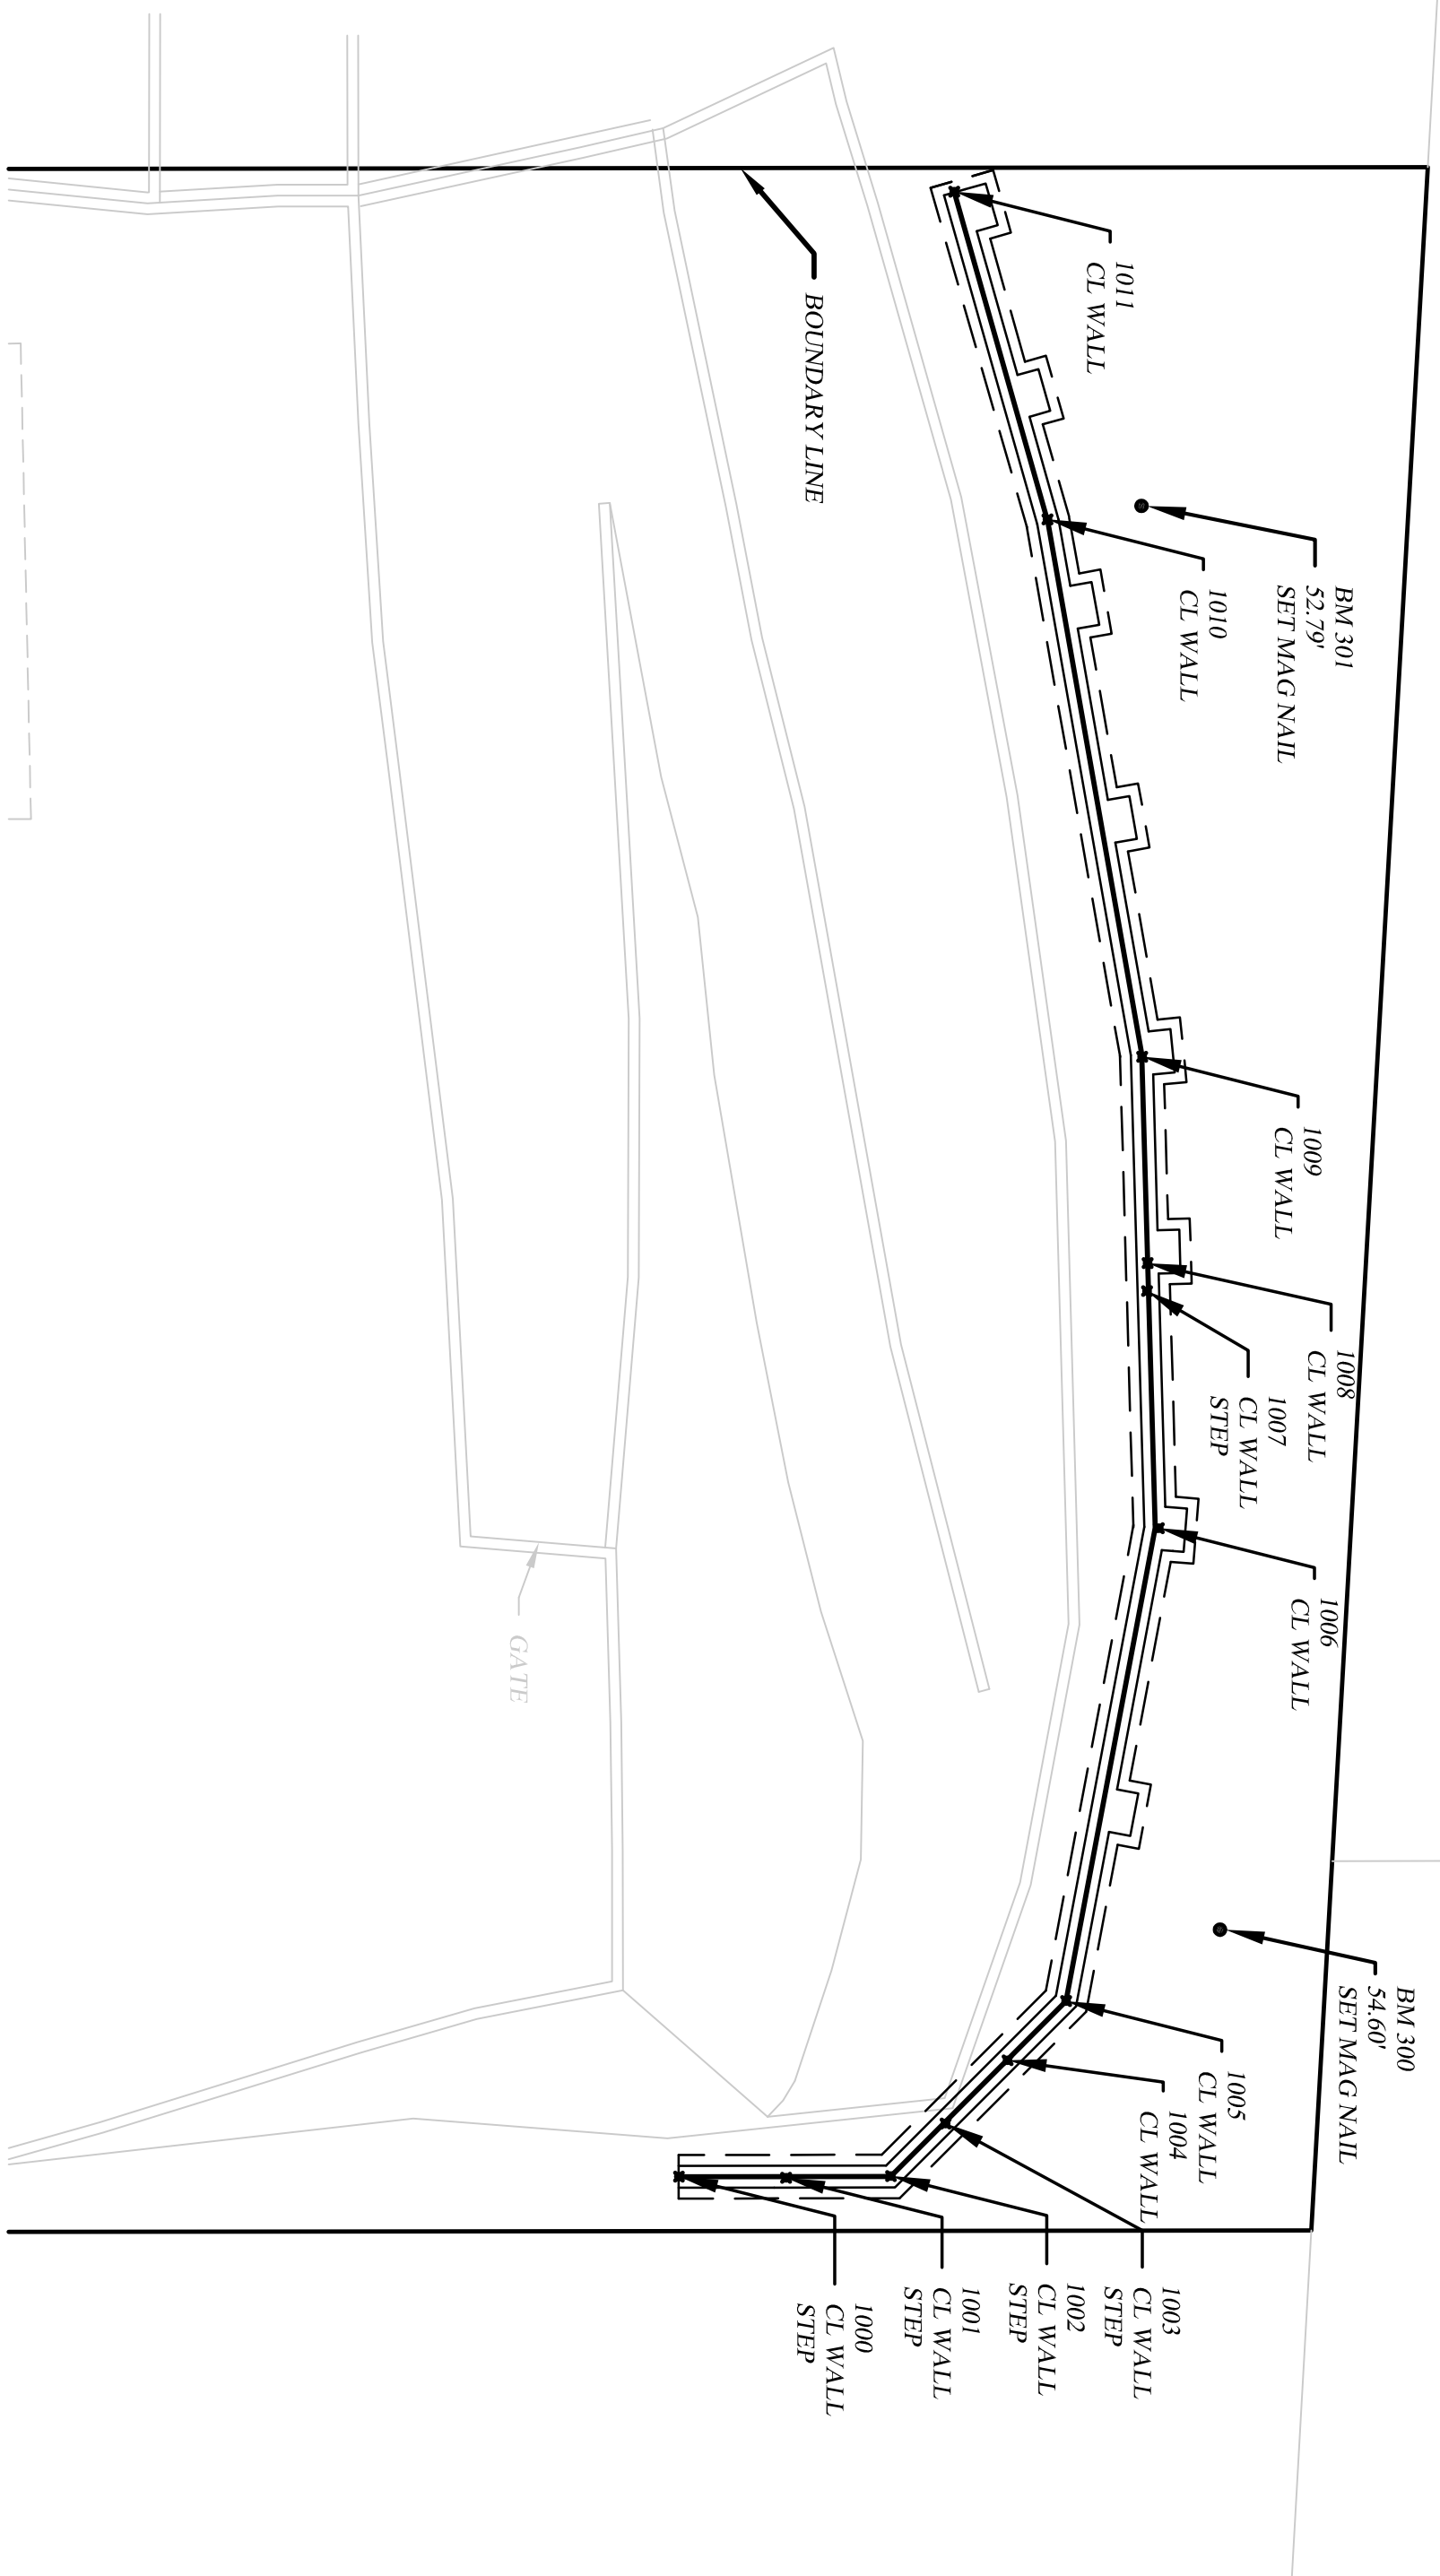 1011
CL WALL
BOUNDARY LINE
BM 301
52.79'
SET MAG NAIL
1010
CL WALL
1009
CL WALL
1008
CL WALL
1007
CL WALL
STEP
1006
CL WALL
GATE
BM 300
54.60'
SET MAG NAIL
1005
CL WALL
1004
CL WALL
1003
CL WALL
STEP
1002
CL WALL
STEP
1001
CL WALL
STEP
1000
CL WALL
STEP